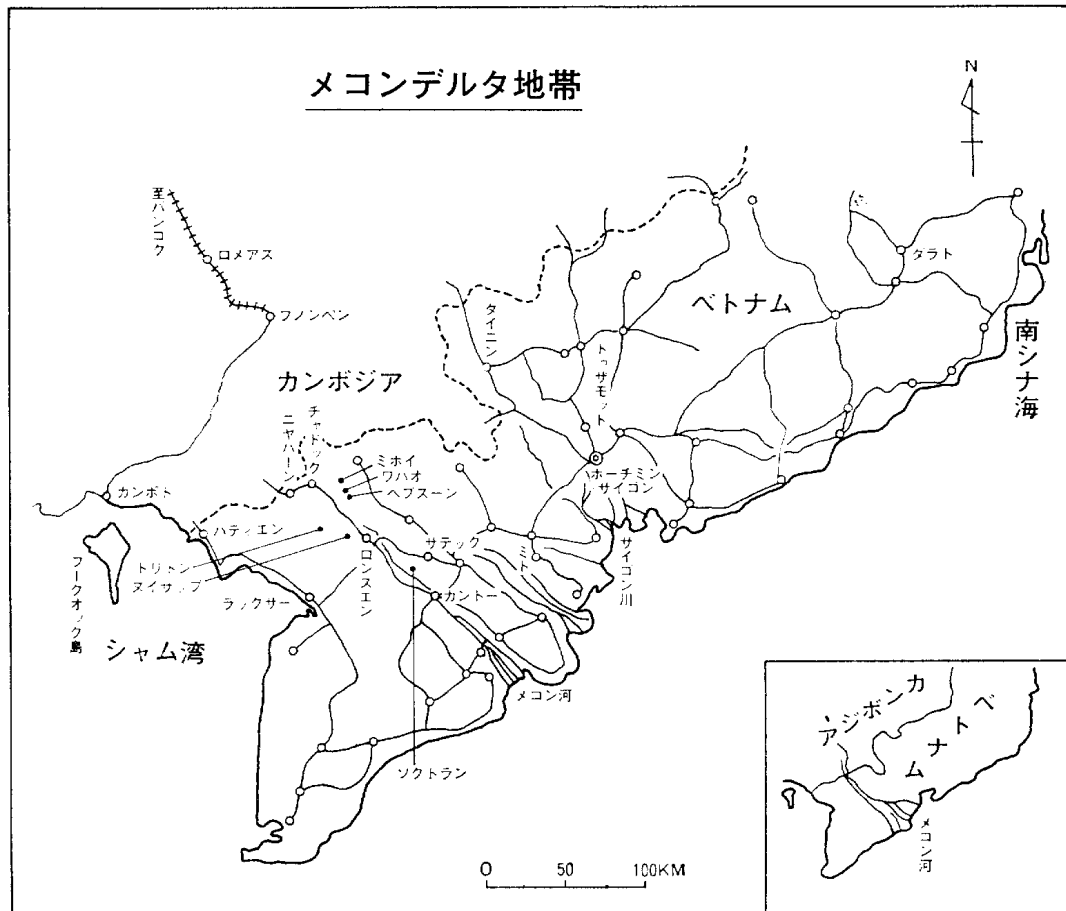 メコンデルタ地帯
N
至バンコク
ロメアス
プノンペン
カンボジア
タイニン
トゥザモット
ベトナム
ダラト
南シナ海
チャドック
ニャバーン
ミホイ
ワハオ
ヘプスーン
ホーチミン
サイゴン
カンポト
ハティエン
トリトン
ヌイサップ
フークオック島
シャム湾
ラックサー
ロンスエン
サデック
カントー
ミト
サイゴン川
メコン河
ソクトラン
0 50 100KM
カンボジア
ベトナム
メコン河